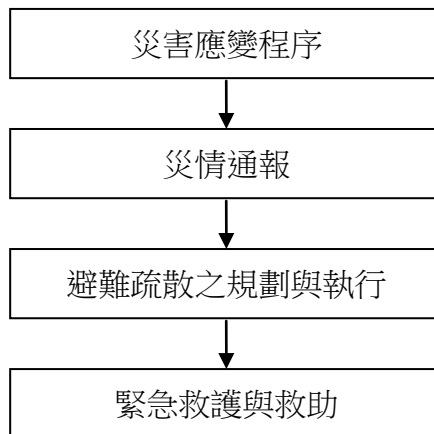 災害應變程序
災情通報
避難疏散之規劃與執行
緊急救護與救助